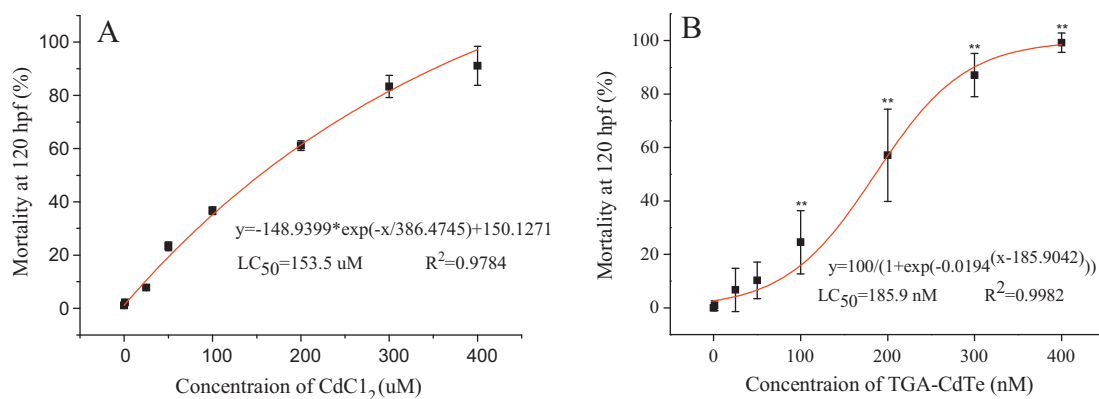 A
Mortality at 120 hpf (%)
100
80
60
40
20
0
y=-148.9399*exp(-x/386.4745)+150.1271
LC50=153.5 uM R2=0.9784
0 100 200 300 400
Concentraion of CdC12 (uM)
B
Mortality at 120 hpf (%)
100
80
60
40
20
0
**
**
**
**
y=100/(1+exp(-0.0194(x-185.9042)))
LC50=185.9 nM R2=0.9982
0 100 200 300 400
Concentraion of TGA-CdTe (nM)